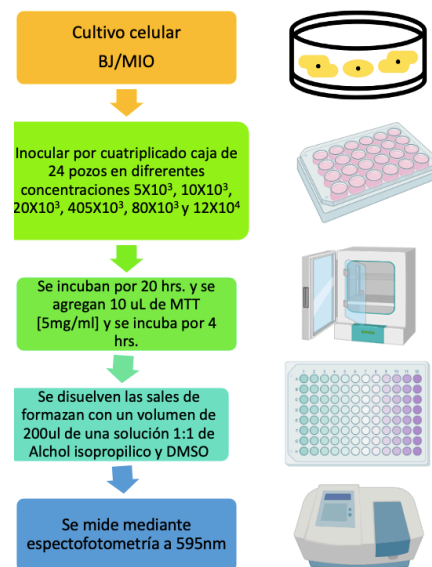 Cultivo celular
BJ/MIO
Inocular por cuatriplicado caja de
24 pozos en difrerentes
concentraciones 5X10³, 10X10³,
20X10³, 405X10³, 80X10³ y 12X10⁴
Se incuban por 20 hrs. y se
agregan 10 uL de MTT
[5mg/ml] y se incuba por 4
hrs.
Se disuelven las sales de
formazan con un volumen de
200ul de una solución 1:1 de
Alchol isopropilico y DMSO
Se mide mediante
espectofotometría a 595nm